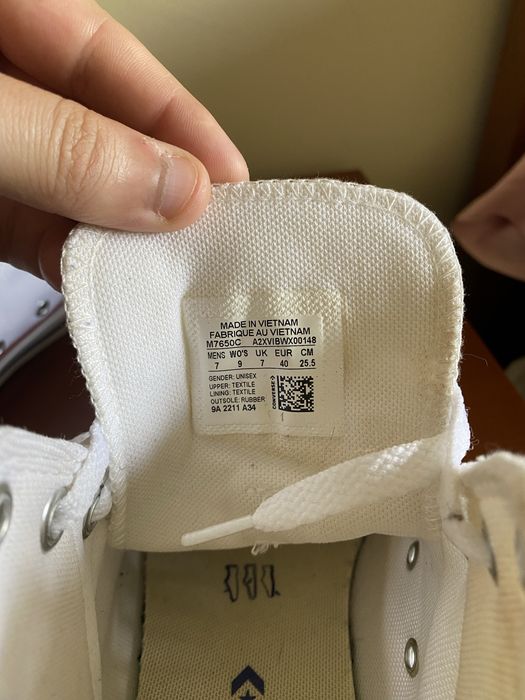 MADE IN VIETNAM
FABRIQUE AU VIETNAM
M7650C A2XVIBWX00148
MENS WO'S UK EUR CM
7 9 7 40 25.5
GENDER: UNISEX
UPPER: TEXTILE
LINING: TEXTILE
OUTSOLE: RUBBER
9A 2211 A34
CONVERSE